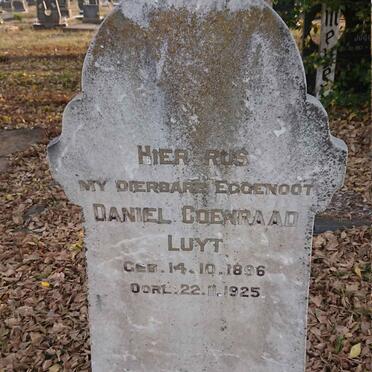 HIER RUS
MY DIERBARE EGGENOOT
DANIEL COENRAAD
LUYT
GEB. 14.10.1896
OORL. 22.11.1925